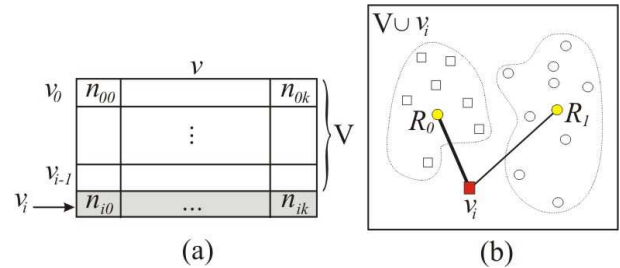 v
v₀ n₀₀ n₀ₖ
⋮
V
vᵢ₋₁
vᵢ nᵢ₀ ... nᵢₖ
(a)
V∪vᵢ
R₀ R₁
vᵢ
(b)